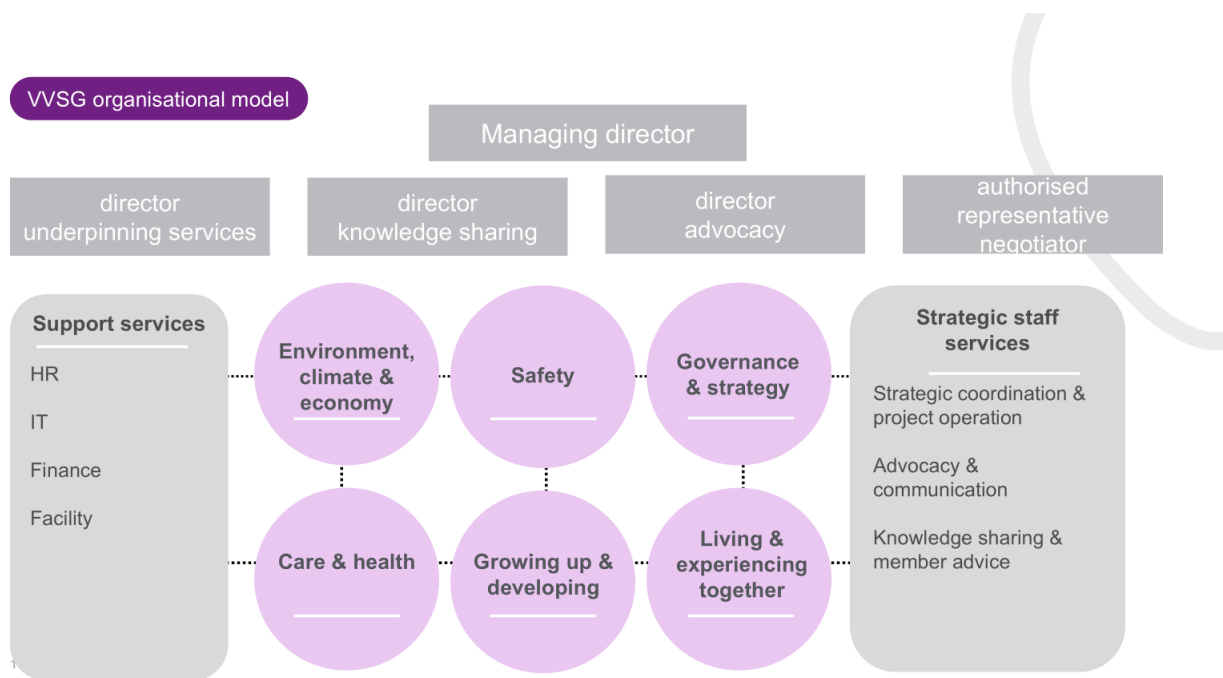 VVSG organisational model
Managing director
director
underpinning services
director
knowledge sharing
director
advocacy
authorised
representative
negotiator
Support services
HR
IT
Finance
Facility
Environment,
climate &
economy
Safety
Governance
& strategy
Care & health
Growing up &
developing
Living &
experiencing
together
Strategic staff
services
Strategic coordination &
project operation
Advocacy &
communication
Knowledge sharing &
member advice
1